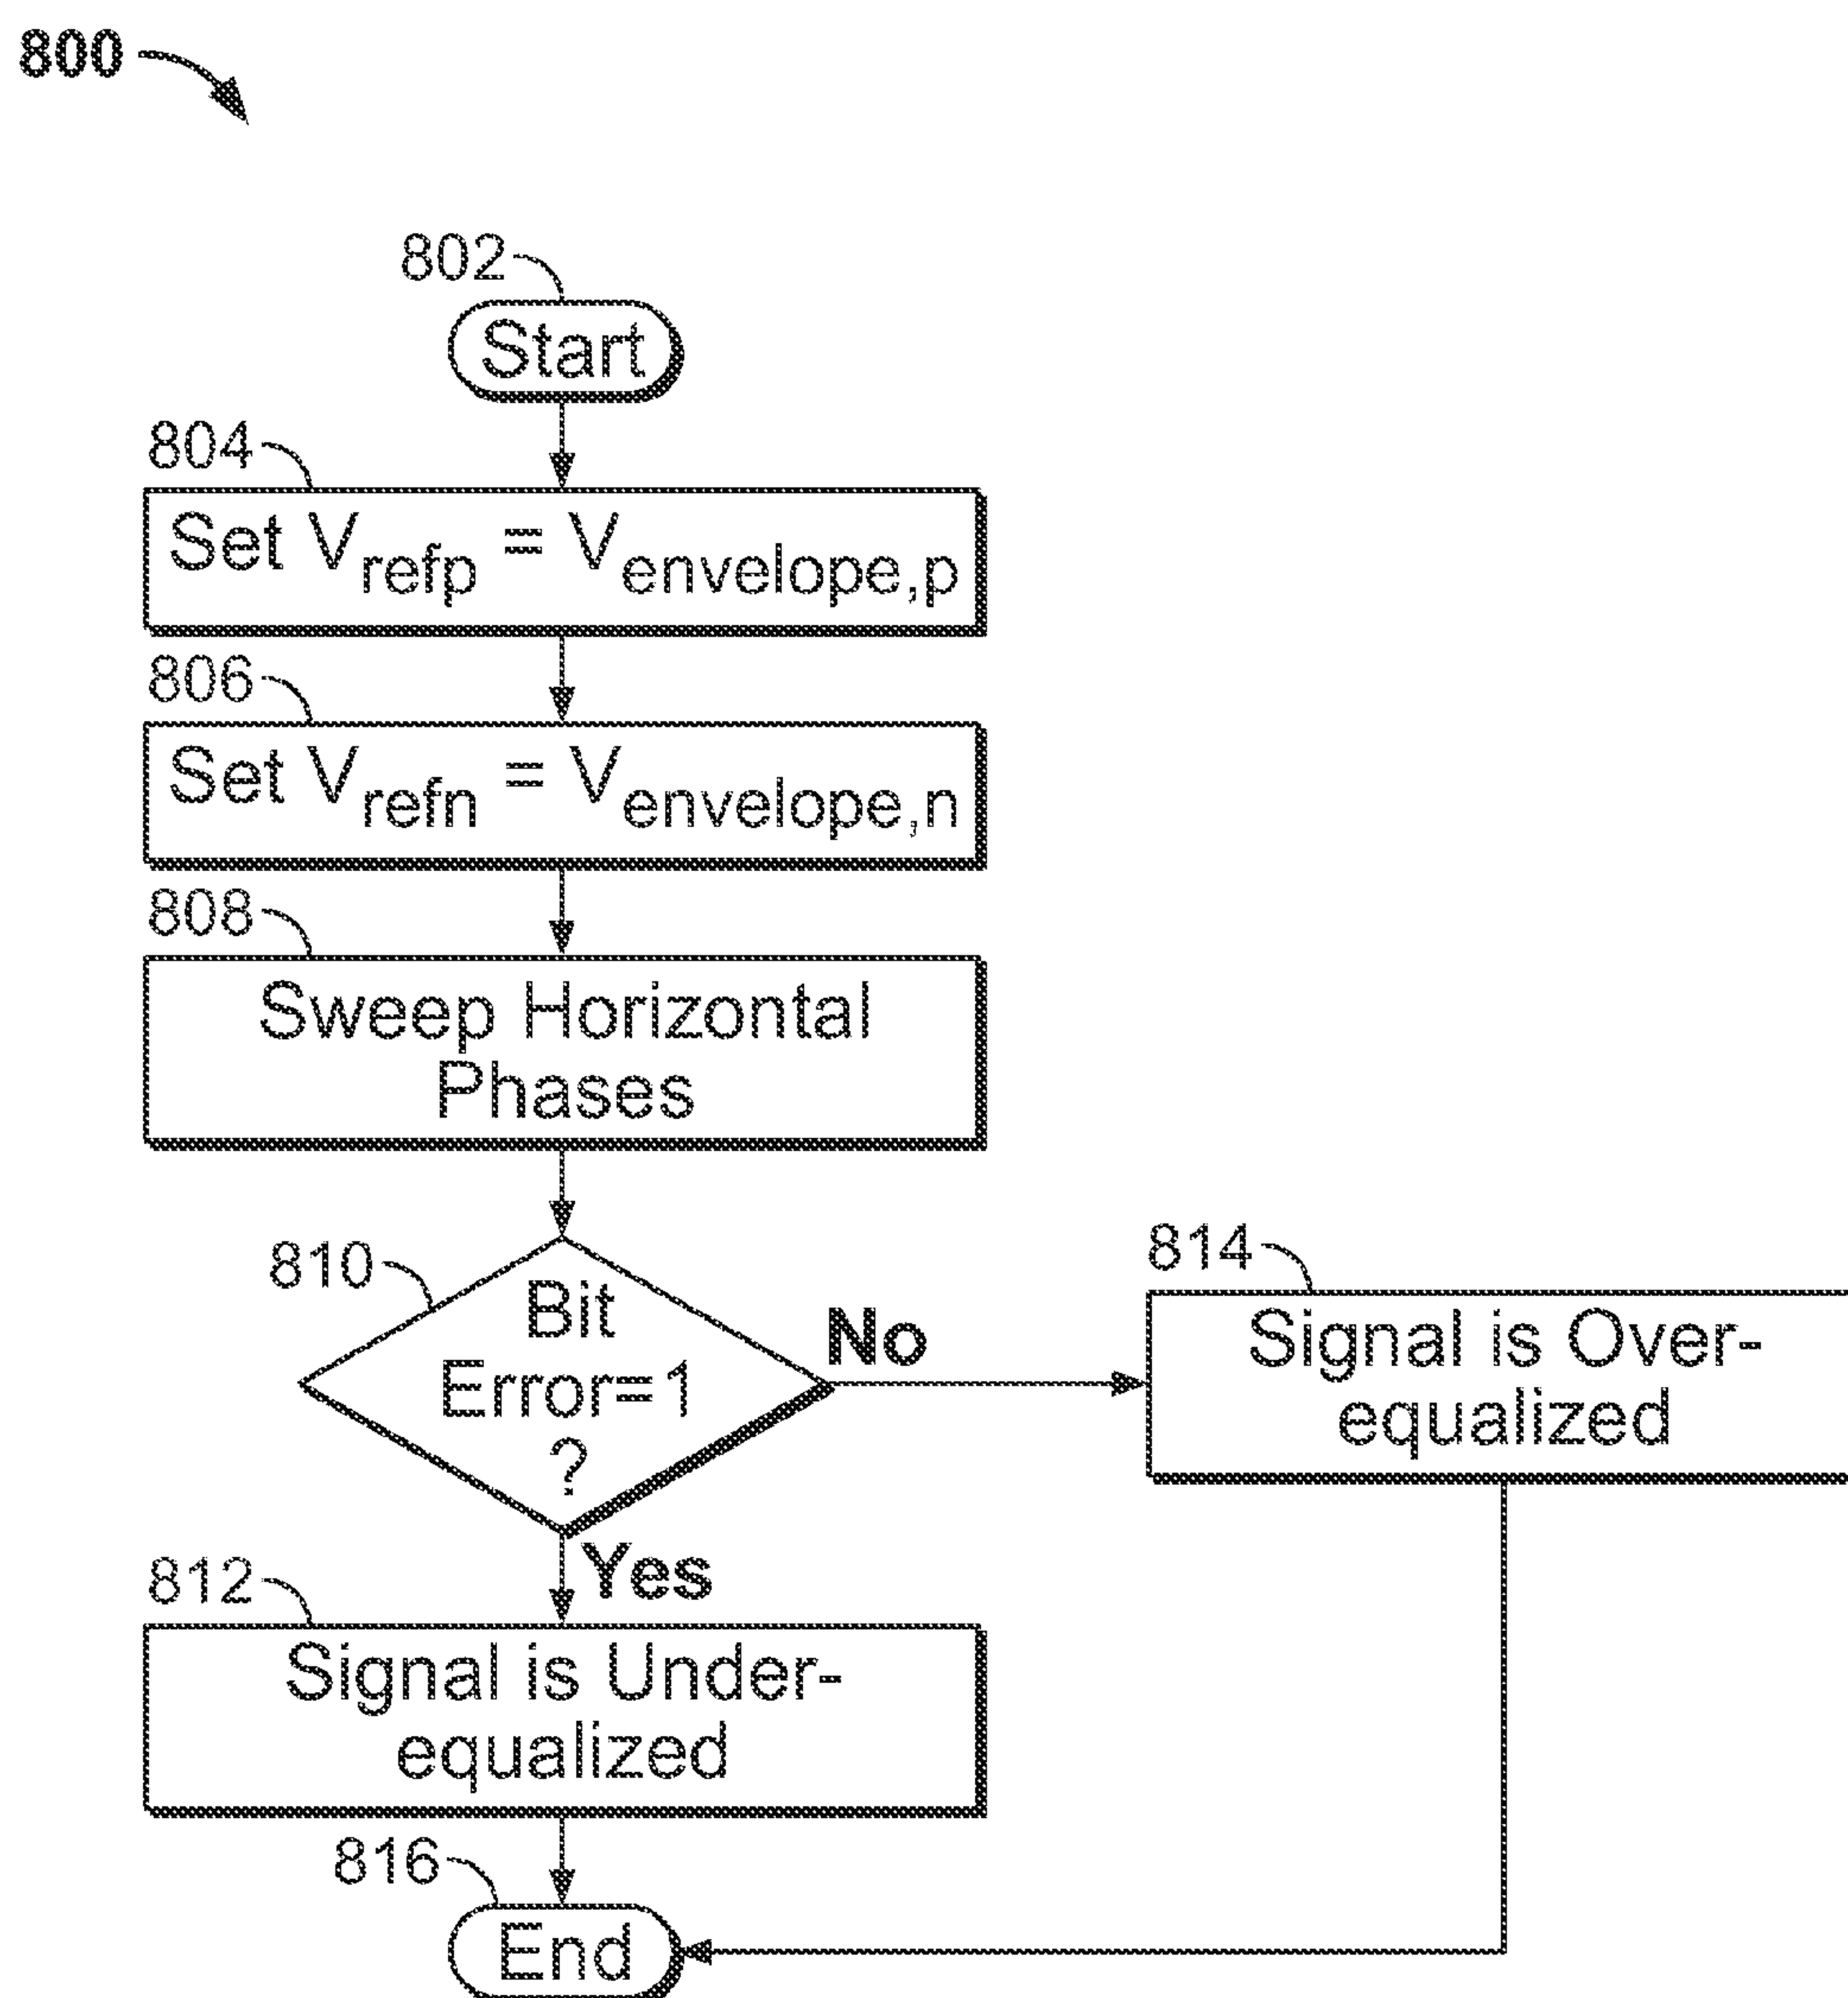 800
802
Start
804
Set Vrefp = Venvelope,p
806
Set Vrefn = Venvelope,n
808
Sweep Horizontal
Phases
810
Bit
Error=1
?
No
814
Signal is Over-
equalized
Yes
812
Signal is Under-
equalized
816
End